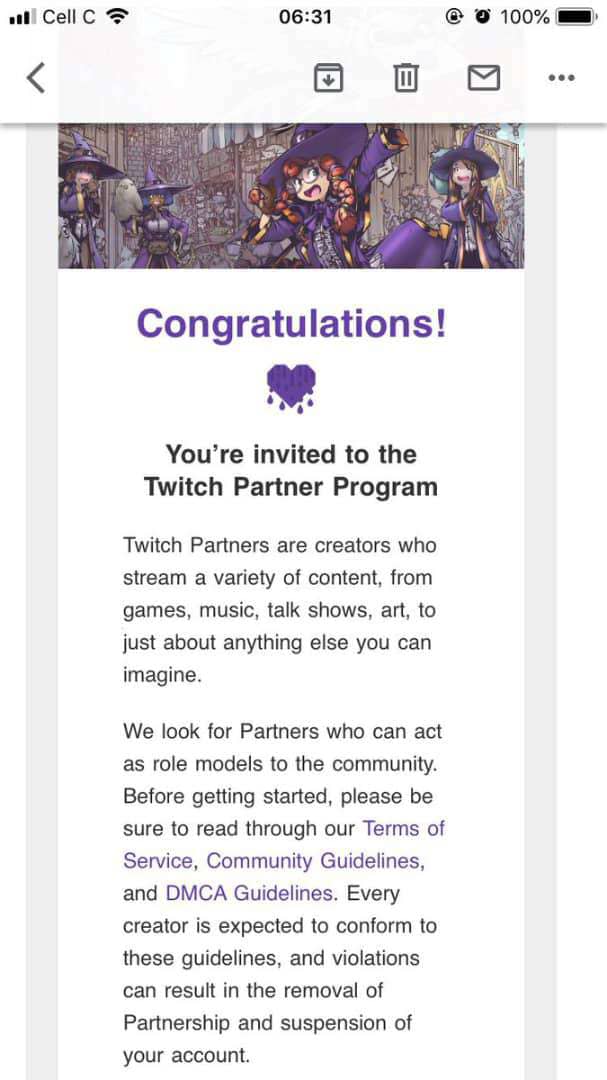 Cell C 06:31 100%
Congratulations!
You're invited to the
Twitch Partner Program
Twitch Partners are creators who
stream a variety of content, from
games, music, talk shows, art, to
just about anything else you can
imagine.
We look for Partners who can act
as role models to the community.
Before getting started, please be
sure to read through our Terms of
Service, Community Guidelines,
and DMCA Guidelines. Every
creator is expected to conform to
these guidelines, and violations
can result in the removal of
Partnership and suspension of
your account.